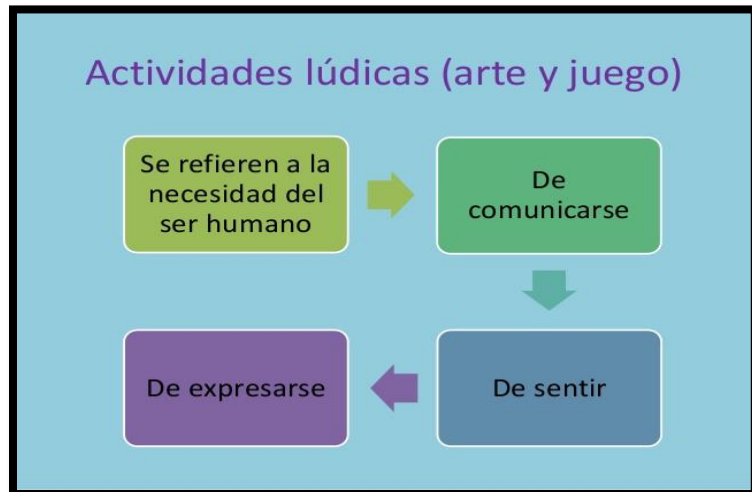 Actividades lúdicas (arte y juego)
Se refieren a la
necesidad del
ser humano
De
comunicarse
De sentir
De expresarse